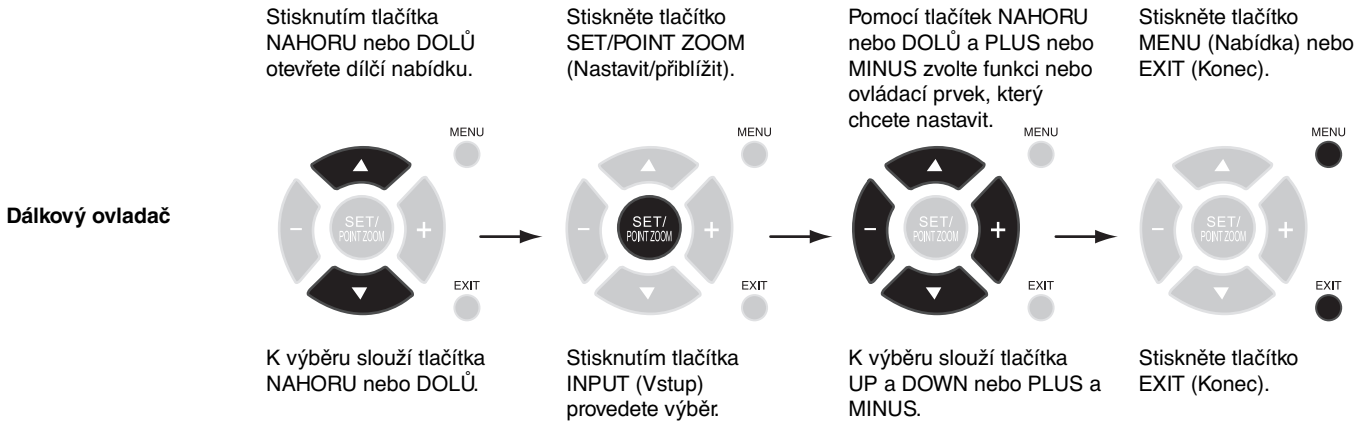 Stisknutím tlačítka
NAHORU nebo DOLŮ
otevřete dílčí nabídku.
Stiskněte tlačítko
SET/POINT ZOOM
(Nastavit/přiblížit).
Pomocí tlačítek NAHORU
nebo DOLŮ a PLUS nebo
MINUS zvolte funkci nebo
ovládací prvek, který
chcete nastavit.
Stiskněte tlačítko
MENU (Nabídka) nebo
EXIT (Konec).
Dálkový ovladač
MENU
SET/
POINT ZOOM
EXIT
MENU
SET/
POINT ZOOM
EXIT
MENU
SET/
POINT ZOOM
EXIT
MENU
SET/
POINT ZOOM
EXIT
K výběru slouží tlačítka
NAHORU nebo DOLŮ.
Stisknutím tlačítka
INPUT (Vstup)
provedete výběr.
K výběru slouží tlačítka
UP a DOWN nebo PLUS a
MINUS.
Stiskněte tlačítko
EXIT (Konec).